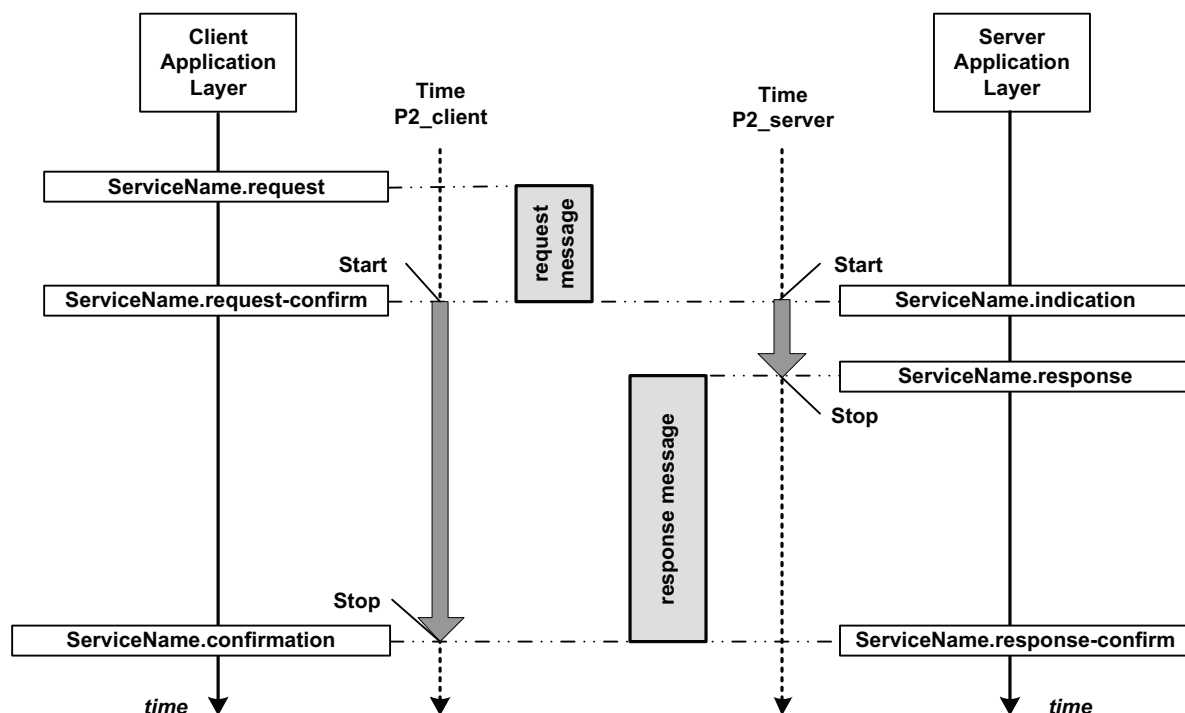 Client
Application
Layer
Server
Application
Layer
Time
P2_client
Time
P2_server
ServiceName.request
request
message
Start
Start
ServiceName.request-confirm
ServiceName.indication
ServiceName.response
Stop
response message
Stop
ServiceName.confirmation
ServiceName.response-confirm
time
time